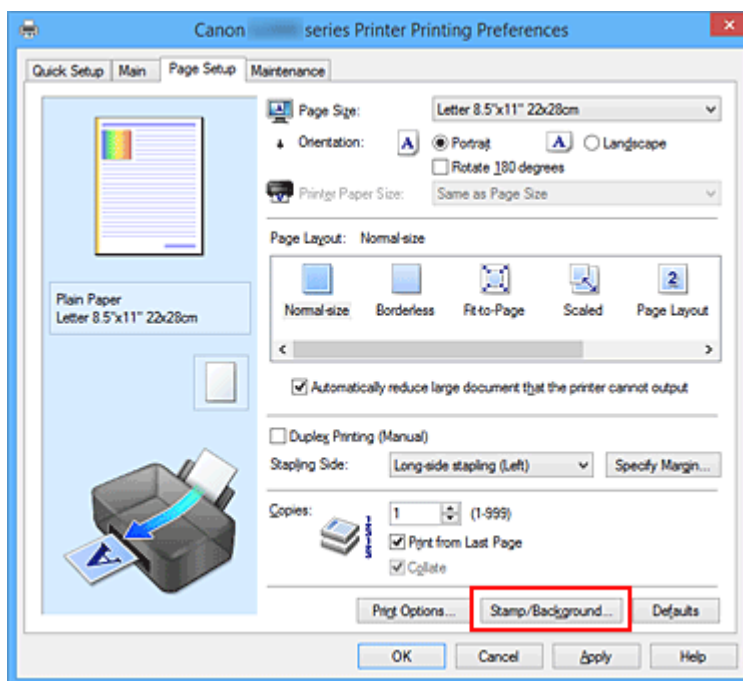 Canon series Printer Printing Preferences
Quick Setup Main Page Setup Maintenance
Page Size: Letter 8.5"x11" 22x28cm
Orientation: A Portrait A Landscape
Rotate 180 degrees
Printer Paper Size: Same as Page Size
Page Layout: Normal-size
Plain Paper
Letter 8.5"x11" 22x28cm
2
Normal-size Borderless Fit-to-Page Scaled Page Layout
Automatically reduce large document that the printer cannot output
Duplex Printing (Manual)
Stapling Side: Long-side stapling (Left) Specify Margin...
Copies: 1 (1-999)
Print from Last Page
Collate
A
Print Options... Stamp/Background... Defaults
OK Cancel Apply Help